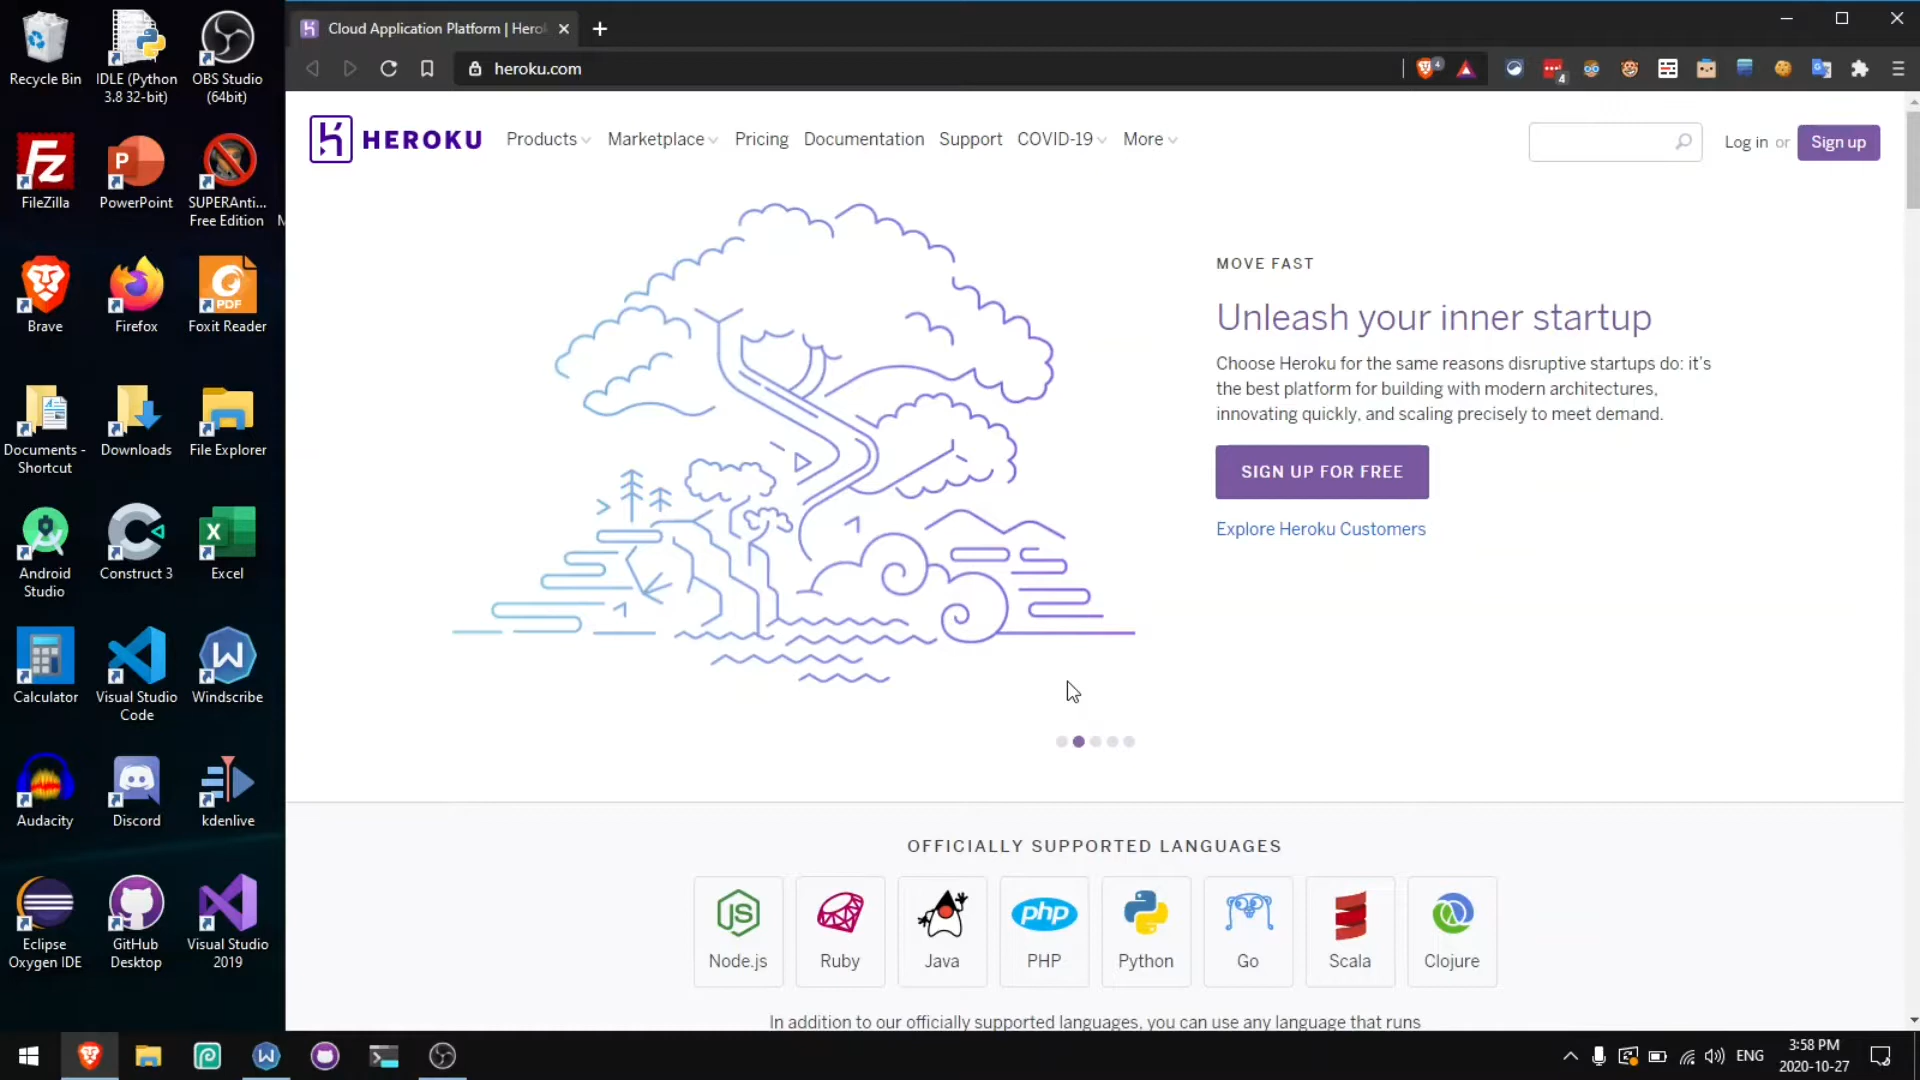 Recycle Bin
IDLE (Python
3.8 32-bit)
OBS Studio
(64bit)
FileZilla
PowerPoint
SUPERAnti...
Free Edition
Brave
Firefox
Foxit Reader
PDF
Documents -
Shortcut
Downloads
File Explorer
Android
Studio
Construct 3
Excel
Calculator
Visual Studio
Code
Windscribe
Audacity
Discord
kdenlive
Eclipse
Oxygen IDE
GitHub
Desktop
Visual Studio
2019
Cloud Application Platform | Hero
heroku.com
4
4
HEROKU
Products
Marketplace
Pricing
Documentation
Support
COVID-19
More
Log in or
Sign up
MOVE FAST
Unleash your inner startup
Choose Heroku for the same reasons disruptive startups do: it's
the best platform for building with modern architectures,
innovating quickly, and scaling precisely to meet demand.
SIGN UP FOR FREE
Explore Heroku Customers
OFFICIALLY SUPPORTED LANGUAGES
Node.js
Ruby
Java
php
PHP
Python
Go
Scala
Clojure
In addition to our officially supported languages, you can use any language that runs
ENG
3:58 PM
2020-10-27